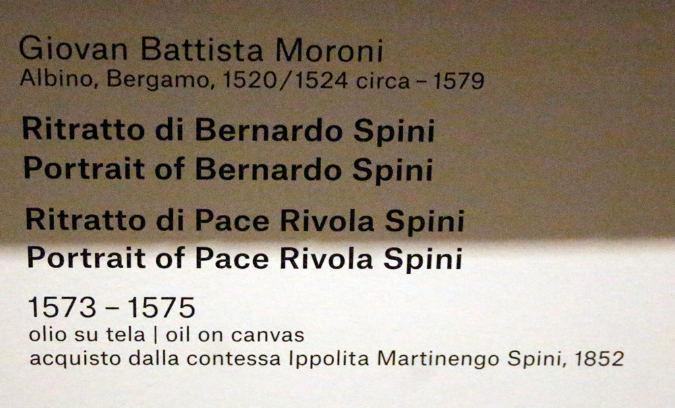 Giovan Battista Moroni
Albino, Bergamo, 1520/1524 circa – 1579
Ritratto di Bernardo Spini
Portrait of Bernardo Spini
Ritratto di Pace Rivola Spini
Portrait of Pace Rivola Spini
1573 – 1575
olio su tela | oil on canvas
acquisto dalla contessa Ippolita Martinengo Spini, 1852